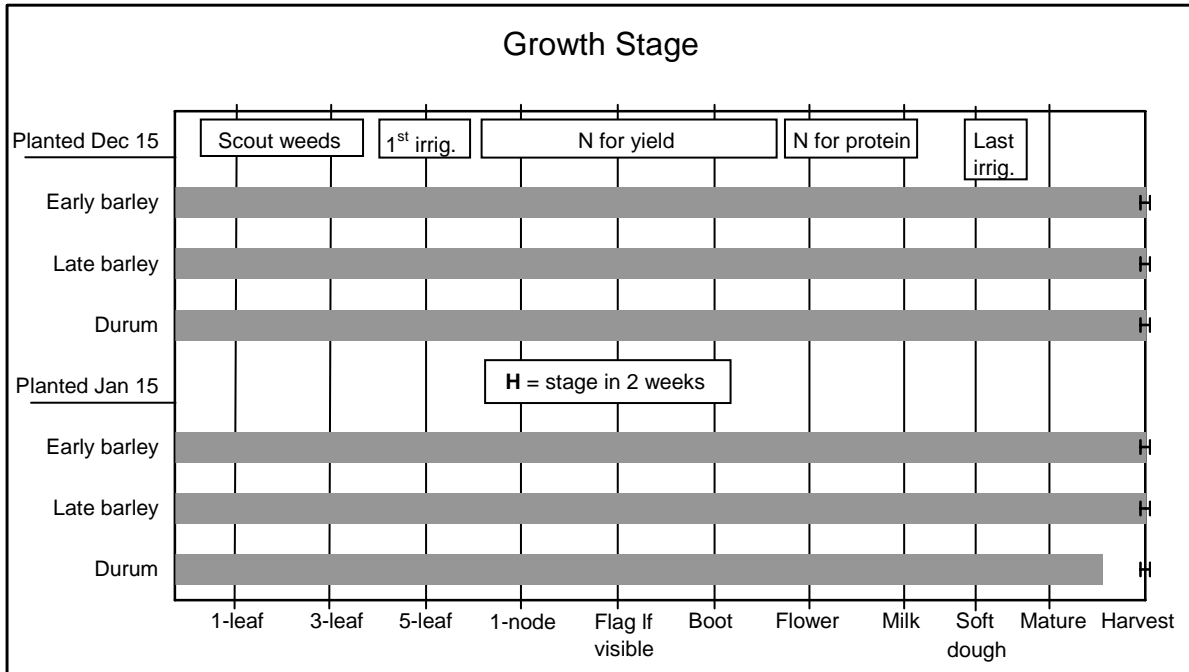 Growth Stage
Planted Dec 15
Scout weeds
1st irrig.
N for yield
N for protein
Last
irrig.
Early barley
Late barley
Durum
Planted Jan 15
H = stage in 2 weeks
Early barley
Late barley
Durum
1-leaf
3-leaf
5-leaf
1-node
Flag lf
visible
Boot
Flower
Milk
Soft
dough
Mature
Harvest